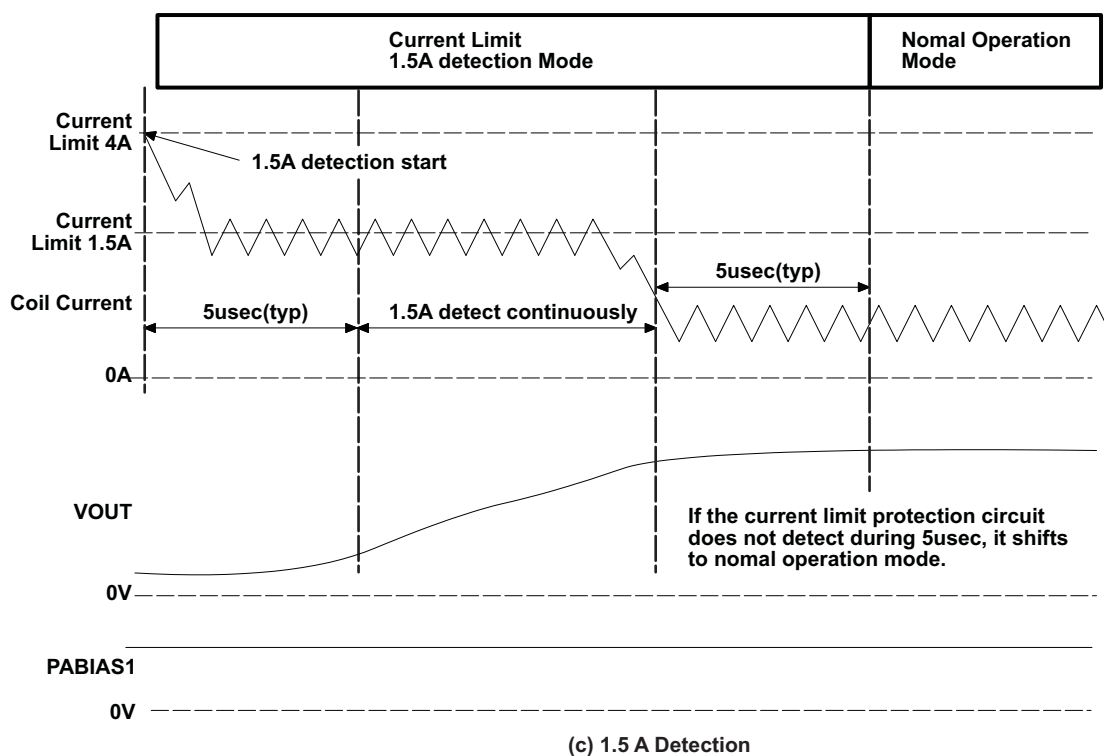 Current Limit
1.5A detection Mode
Nomal Operation
Mode
Current
Limit 4A
1.5A detection start
Current
Limit 1.5A
5usec(typ)
Coil Current
5usec(typ)
1.5A detect continuously
0A
VOUT
If the current limit protection circuit
does not detect during 5usec, it shifts
to nomal operation mode.
0V
PABIAS1
0V
(c) 1.5 A Detection